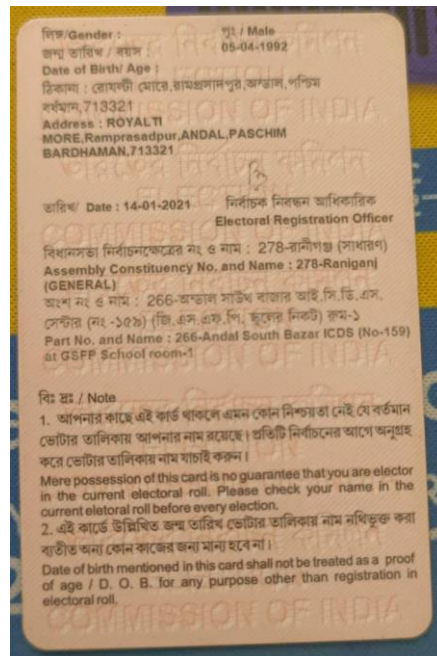 লিঙ্গ/Gender : পুং / Male
জন্ম তারিখ / বয়স : 05-04-1992
Date of Birth/ Age :
ঠিকানা : রোয়ল্টী মোরে,রামপ্রসাদপুর,অন্ডাল,পশ্চিম
বর্ধমান,713321
Address : ROYALTI
MORE,Ramprasadpur,ANDAL,PASCHIM
BARDHAMAN,713321
তারিখ/ Date : 14-01-2021 নির্বাচক নিবন্ধন আধিকারিক
Electoral Registration Officer
বিধানসভা নির্বাচনক্ষেত্রের নং ও নাম : 278-রানীগঞ্জ (সাধারণ)
Assembly Constituency No. and Name : 278-Raniganj
(GENERAL)
অংশ নং ও নাম : 266-অন্ডাল সাউথ বাজার আই.সি.ডি.এস.
সেন্টার (নং -১৫৯) (জি.এস.এফ.পি. স্কুলের নিকট) রুম-১
Part No. and Name : 266-Andal South Bazar ICDS (No-159)
at GSFP School room-1
বিঃ দ্রঃ / Note
1. আপনার কাছে এই কার্ড থাকলে এমন কোন নিশ্চয়তা নেই যে বর্তমান
ভোটার তালিকায় আপনার নাম রয়েছে। প্রতিটি নির্বাচনের আগে অনুগ্রহ
করে ভোটার তালিকায় নাম যাচাই করুন।
Mere possession of this card is no guarantee that you are elector
in the current electoral roll. Please check your name in the
current eletoral roll before every election.
2. এই কার্ডে উল্লিখিত জন্ম তারিখ ভোটার তালিকায় নাম নথিভুক্ত করা
ব্যতীত অন্য কোন কাজের জন্য মান্য হবে না।
Date of birth mentioned in this card shall not be treated as a proof
of age / D. O. B. for any purpose other than registration in
electoral roll.